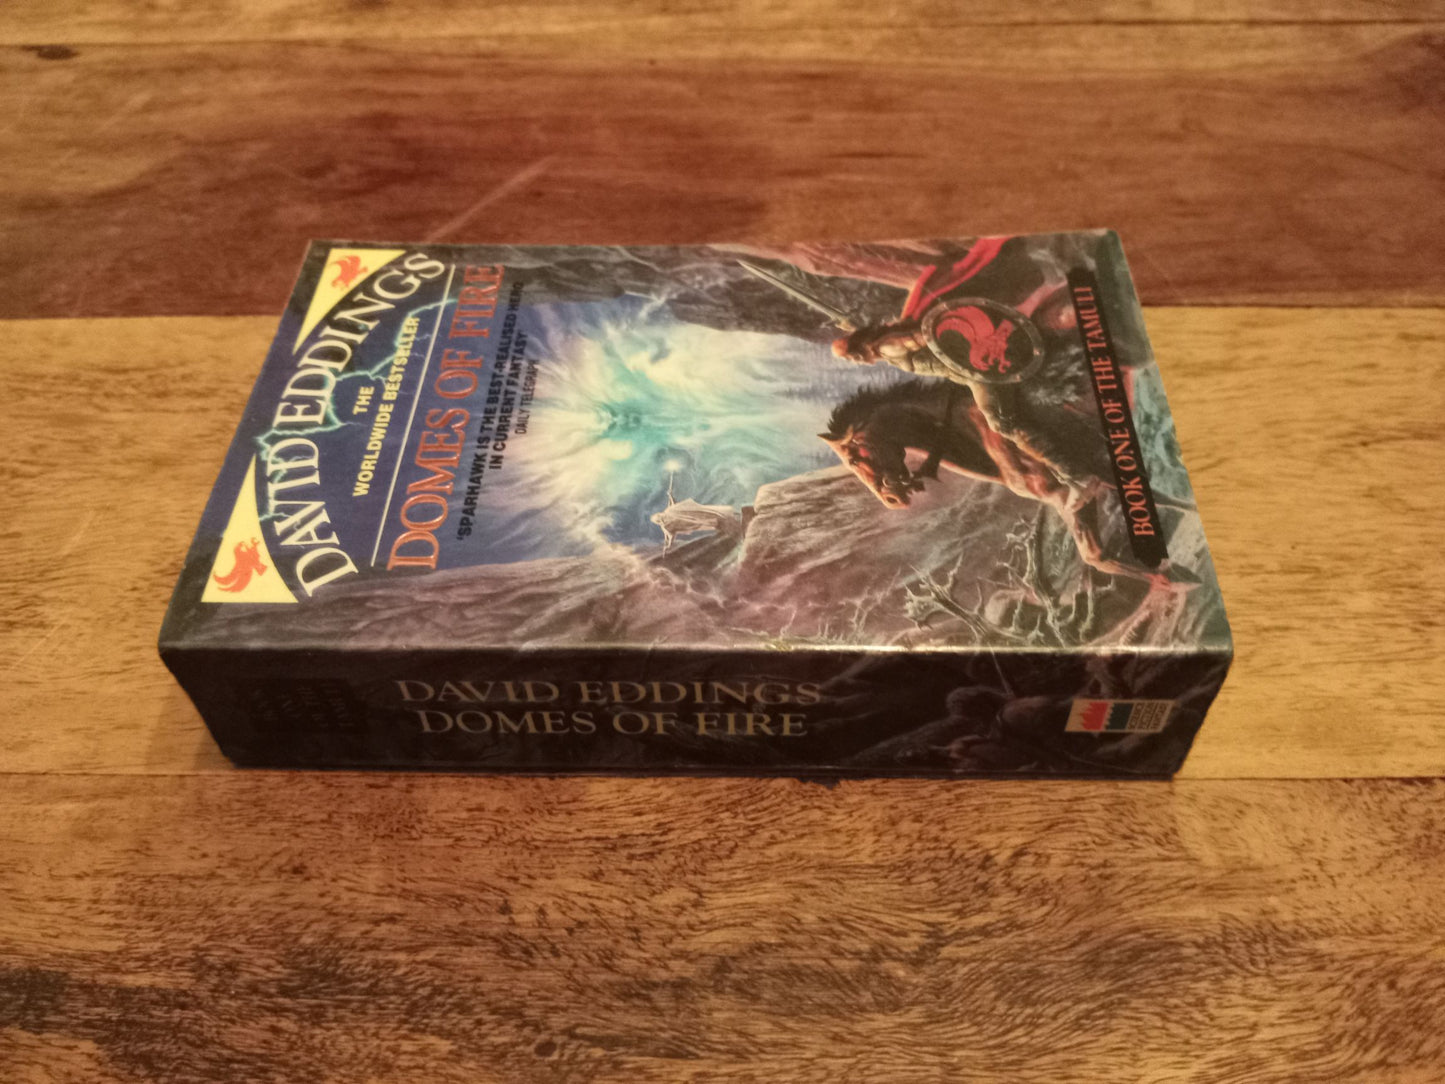 DAVID EDDINGS
THE
WORLDWIDE BESTSELLER
DOMES OF FIRE
'SPARHAWK IS THE BEST-REALISED HERO
IN CURRENT FANTASY'
DAILY TELEGRAPH
BOOK ONE OF THE TAMULI
DAVID EDDINGS
DOMES OF FIRE